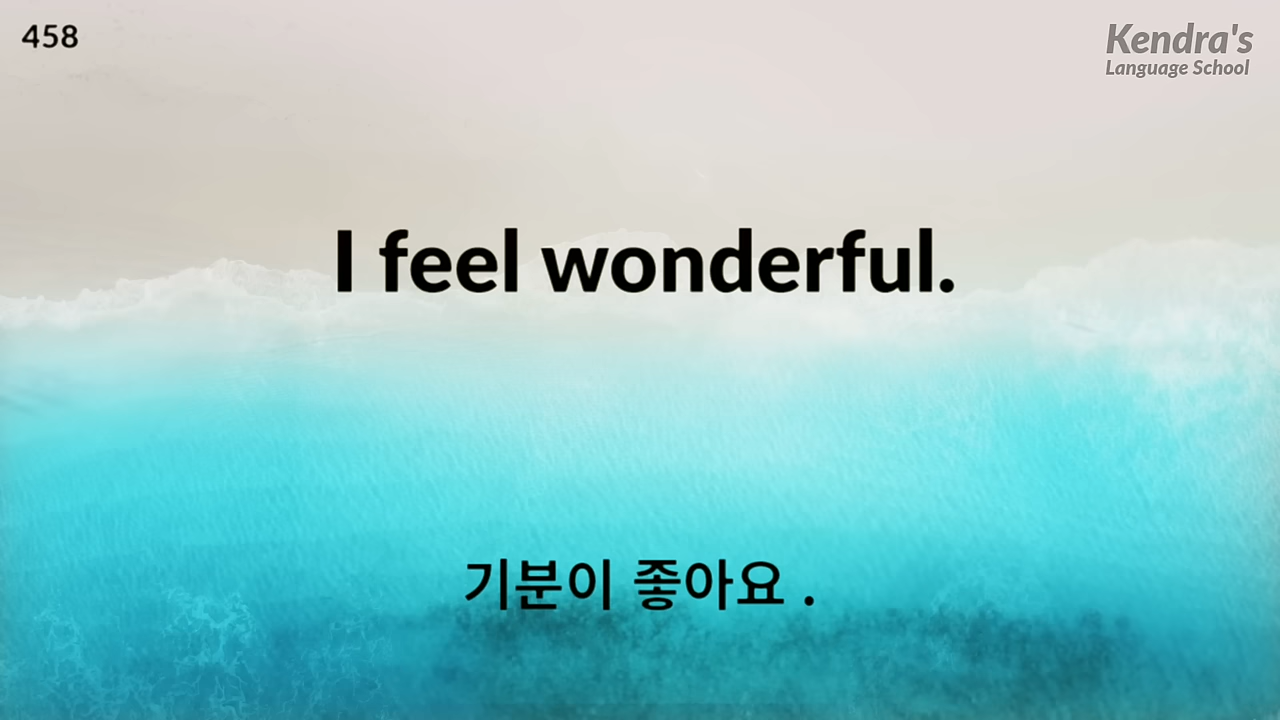 458
Kendra's
Language School
I feel wonderful.
기분이 좋아요 .